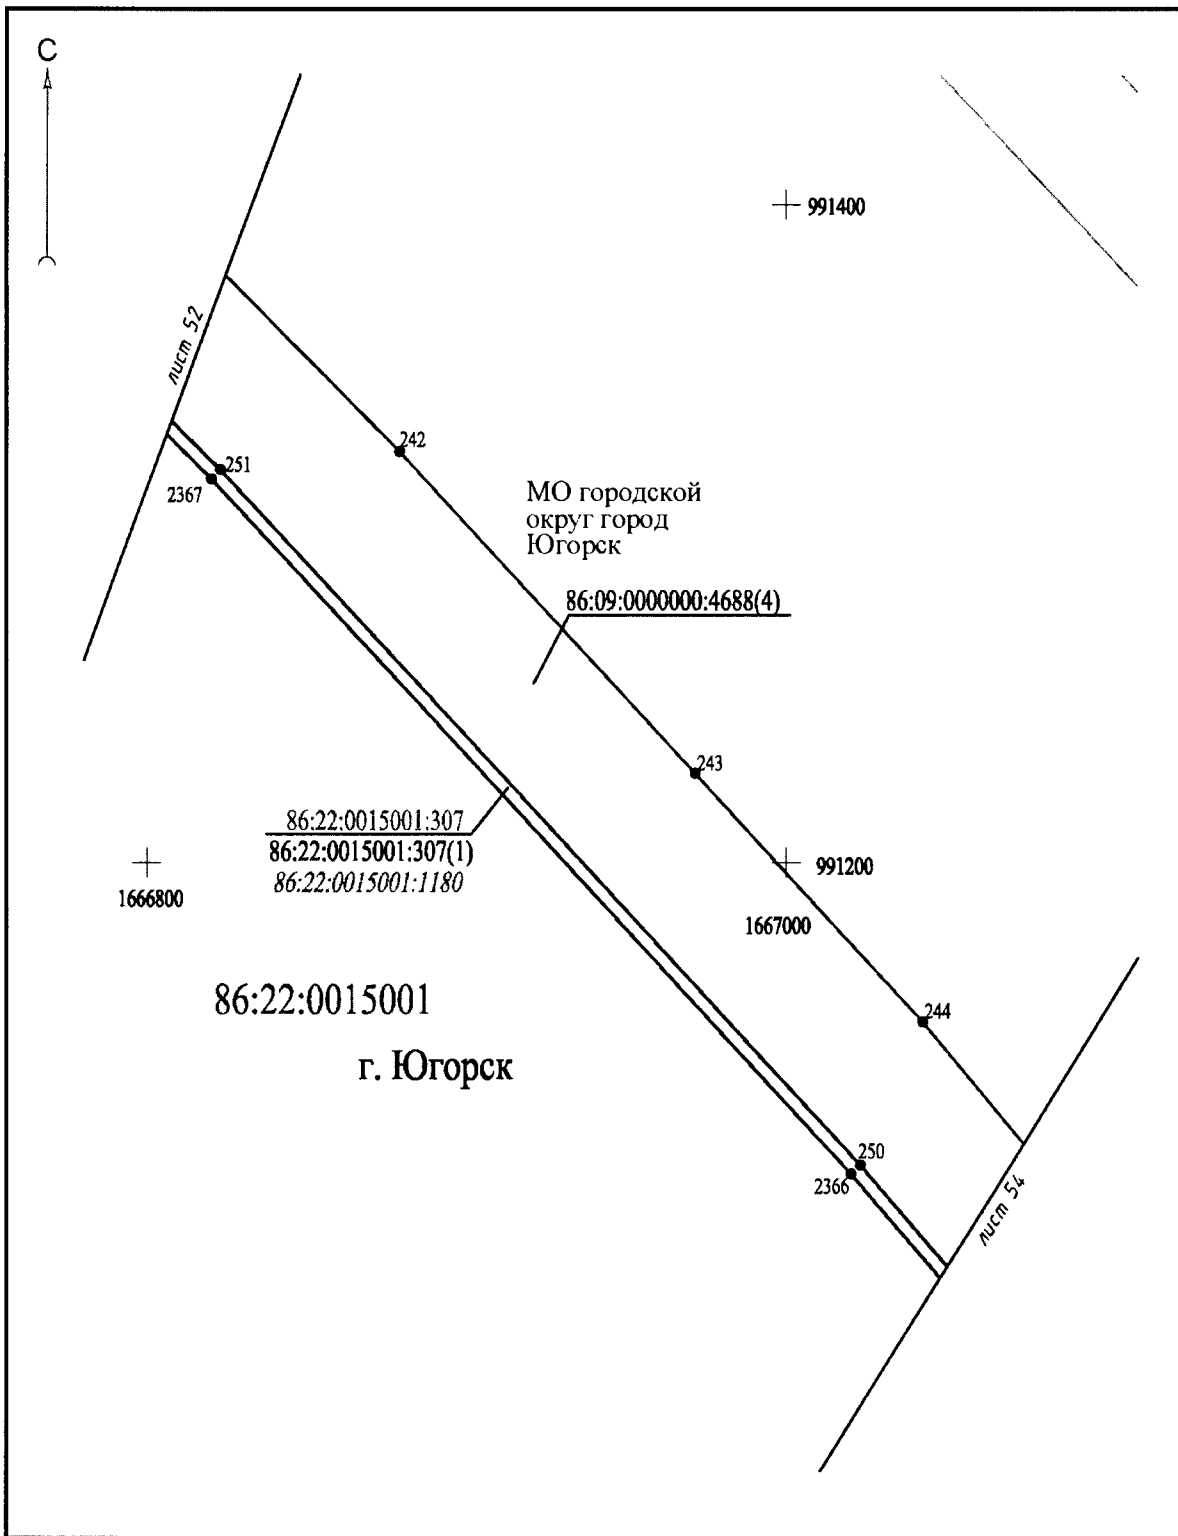 С
991400
лист 52
242
251
2367
МО городской
округ город
Югорск
86:09:0000000:4688(4)
243
86:22:0015001:307
86:22:0015001:307(1)
86:22:0015001:1180
991200
1666800
1667000
86:22:0015001
244
г. Югорск
250
2366
лист 54